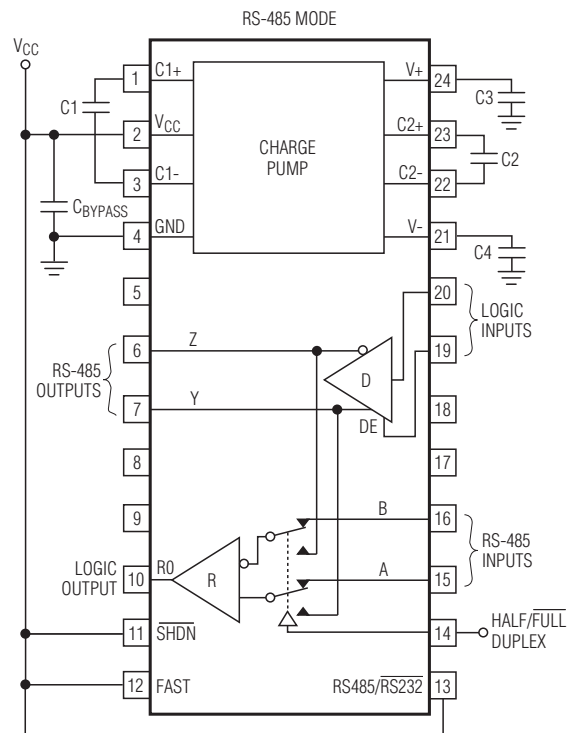 RS-485 MODE
VCC
1
C1+
V+
24
C1
C3
2
VCC
C2+
23
CHARGE
PUMP
C2
3
C1-
C2-
22
CBYPASS
4
GND
V-
21
C4
5
20
LOGIC
INPUTS
6
Z
19
RS-485
OUTPUTS
D
7
Y
DE
18
8
17
9
B
16
RS-485
INPUTS
LOGIC
OUTPUT
10
RO
R
A
15
11
SHDN
14
HALF/FULL
DUPLEX
12
FAST
RS485/RS232
13